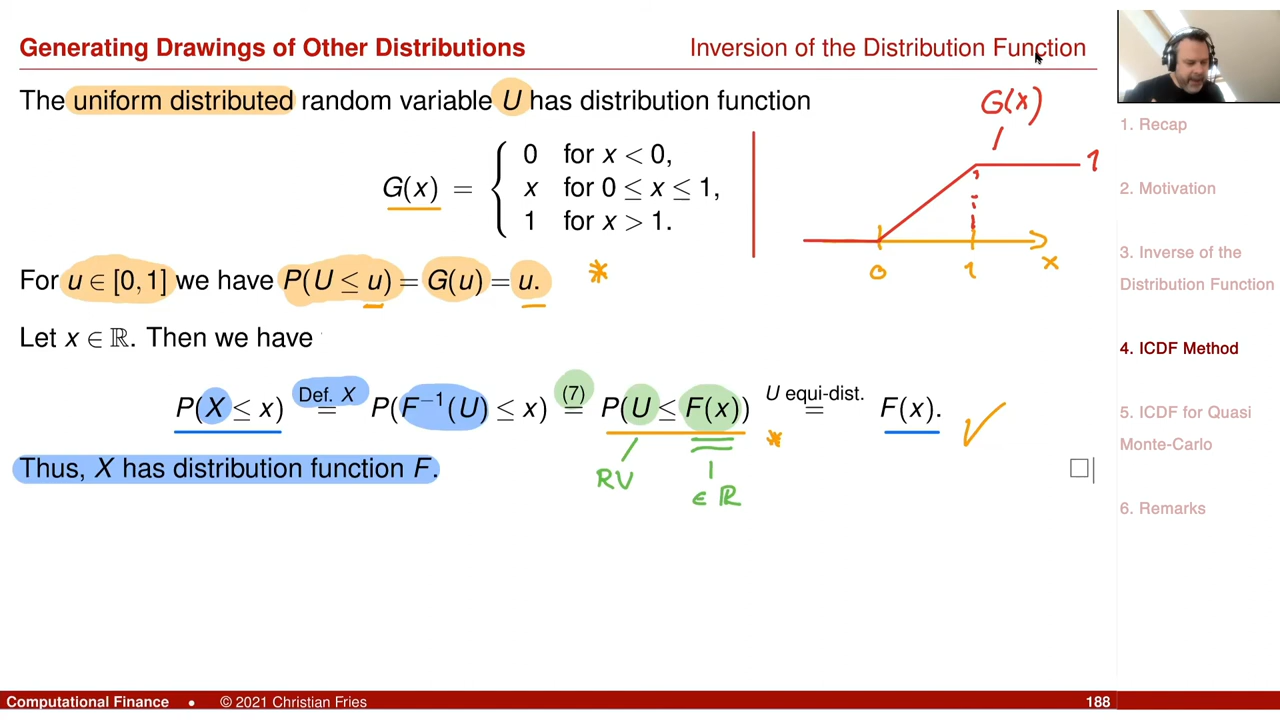 Generating Drawings of Other Distributions
Inversion of the Distribution Function
The uniform distributed random variable U has distribution function
G(x) = { 0 for x < 0,
x for 0 ≤ x ≤ 1,
1 for x > 1.
G(x)
1
0 1 x
For u ∈ [0, 1] we have P(U ≤ u) = G(u) = u. *
Let x ∈ ℝ. Then we have
P(X ≤ x) Def. X = P(F⁻¹(U) ≤ x) (7) = P(U ≤ F(x)) U equi-dist. = F(x). ✓
*
Thus, X has distribution function F. □
RV
∈ ℝ
1. Recap
2. Motivation
3. Inverse of the
Distribution Function
4. ICDF Method
5. ICDF for Quasi
Monte-Carlo
6. Remarks
Computational Finance • © 2021 Christian Fries 188